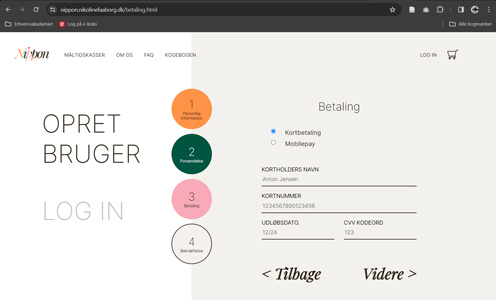 nippon.nikolinefaaborg.dk/betaling.html
Erhvervsakademiet
Log på e-boks
Alle bogmærker
Nippon
MÅLTIDSKASSER
OM OS
FAQ
KOGEBOGEN
LOG IN
OPRET
BRUGER
LOG IN
1
Personlig
information
2
Forsendelse
3
Betaling
4
Bekræftelse
Betaling
Kortbetaling
Mobilepay
KORTHOLDERS NAVN
Anton Jensen
KORTNUMMER
1234567890123456
UDLØBSDATO.
CVV KODEORD
12/24
123
< Tilbage
Videre >